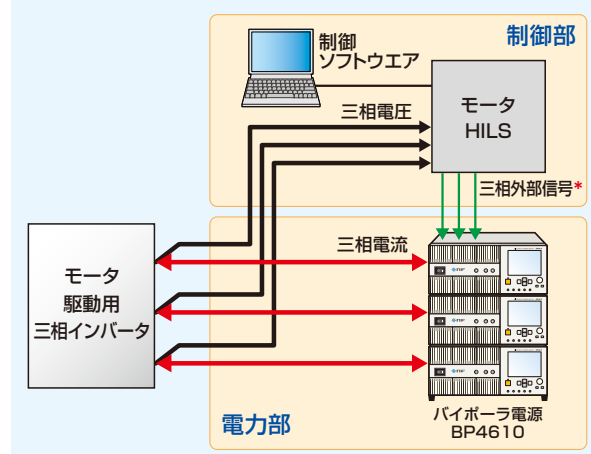 制御部
制御
ソフトウエア
モータ
HILS
三相電圧
三相外部信号*
三相電流
モータ
駆動用
三相インバータ
バイポーラ電源
BP4610
電力部